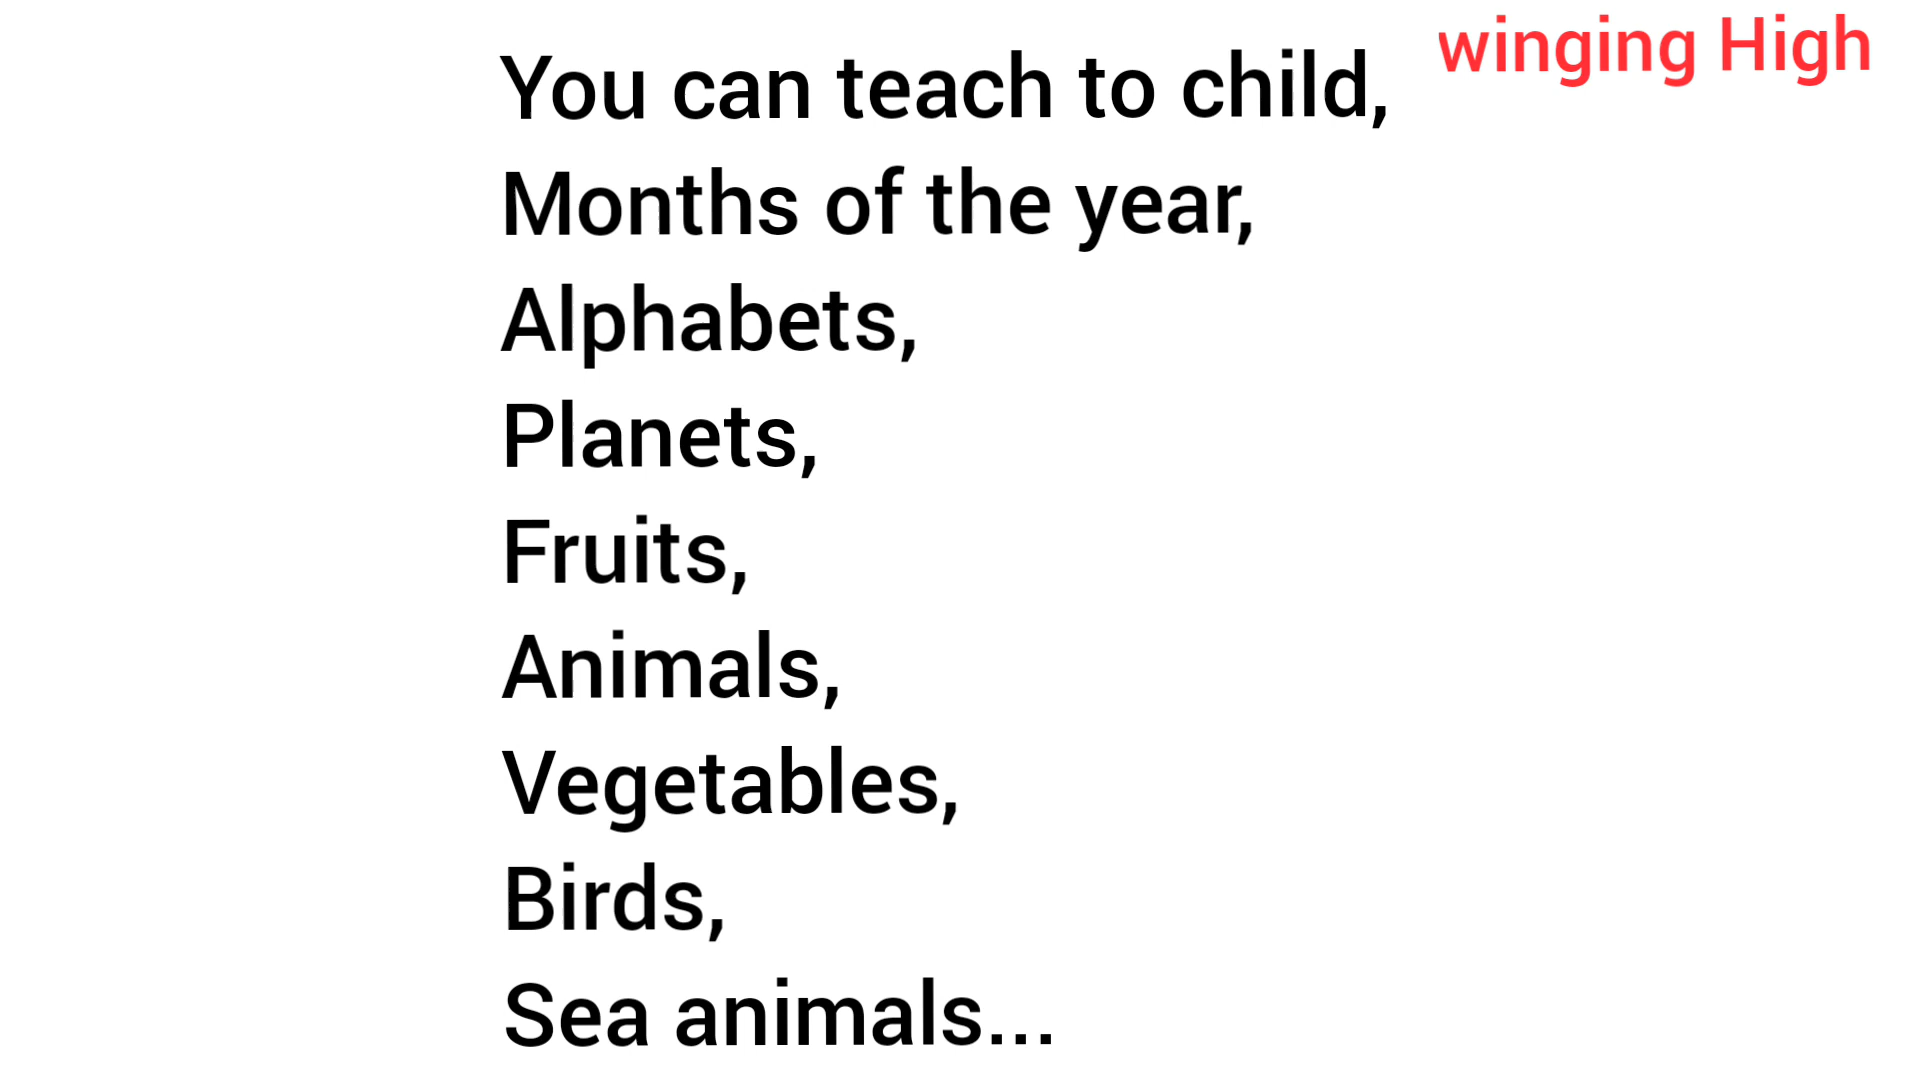 winging High
You can teach to child,
Months of the year,
Alphabets,
Planets,
Fruits,
Animals,
Vegetables,
Birds,
Sea animals...